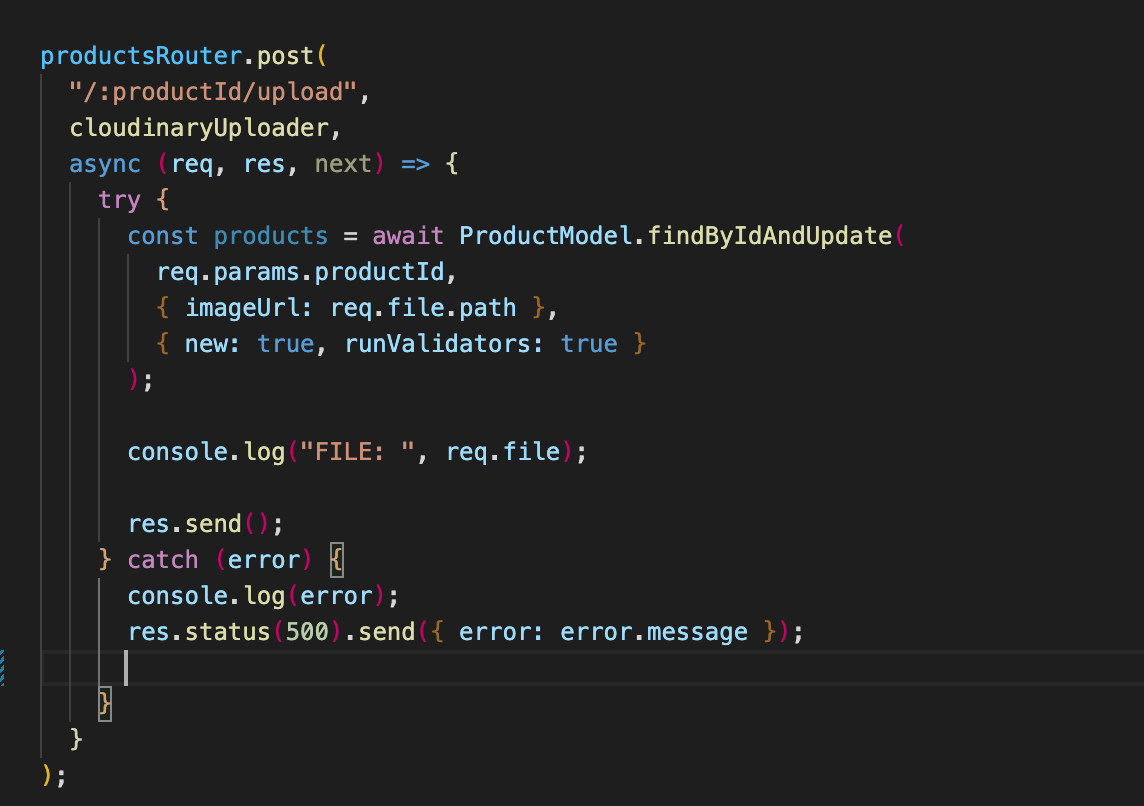 productsRouter.post(
"/:productId/upload",
cloudinaryUploader,
async (req, res, next) => {
try {
const products = await ProductModel.findByIdAndUpdate(
req.params.productId,
{ imageUrl: req.file.path },
{ new: true, runValidators: true }
);
console.log("FILE: ", req.file);
res.send();
} catch (error) {
console.log(error);
res.status(500).send({ error: error.message });
}
}
);